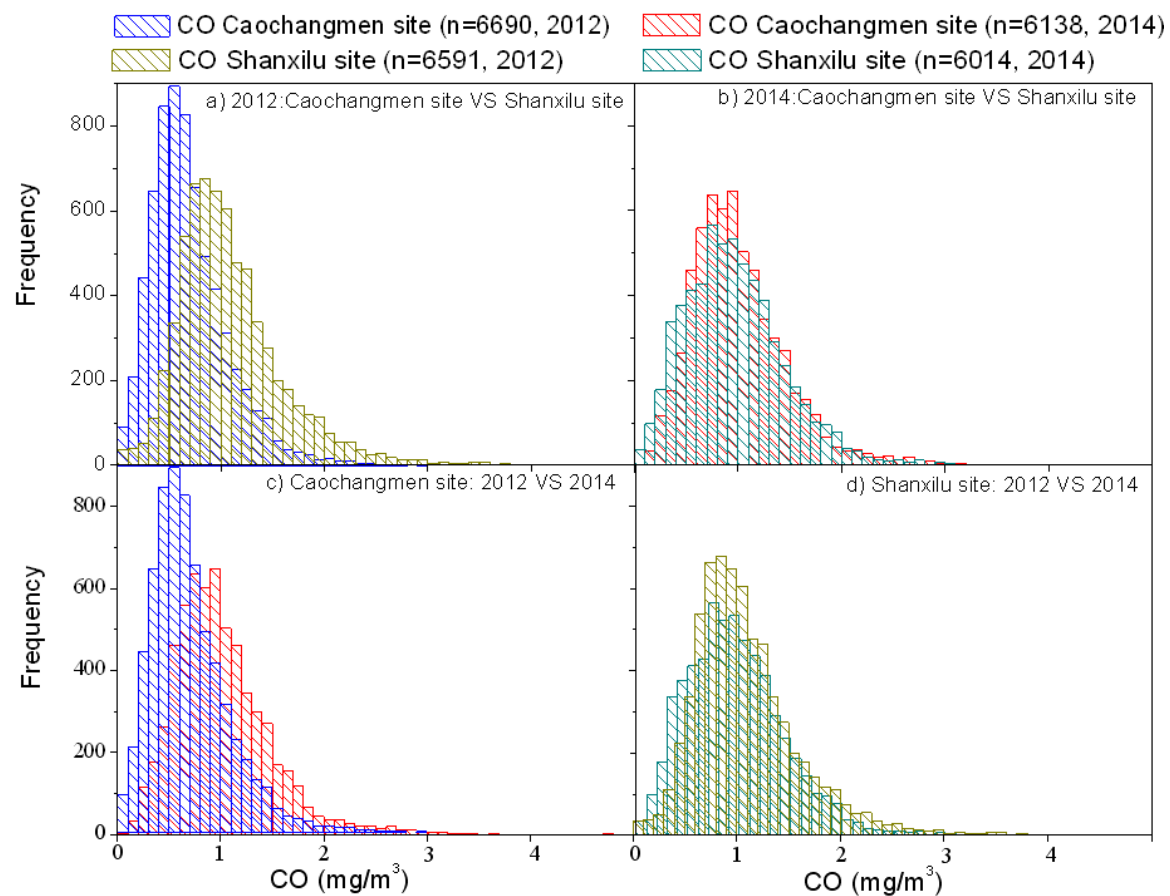 CO Caochangmen site (n=6690, 2012)
CO Caochangmen site (n=6138, 2014)
CO Shanxilu site (n=6591, 2012)
CO Shanxilu site (n=6014, 2014)
a) 2012:Caochangmen site VS Shanxilu site
b) 2014:Caochangmen site VS Shanxilu site
800
600
400
200
0
Frequency
c) Caochangmen site: 2012 VS 2014
d) Shanxilu site: 2012 VS 2014
800
600
400
200
0
Frequency
0 1 2 3 4
0 1 2 3 4
CO (mg/m³)
CO (mg/m³)